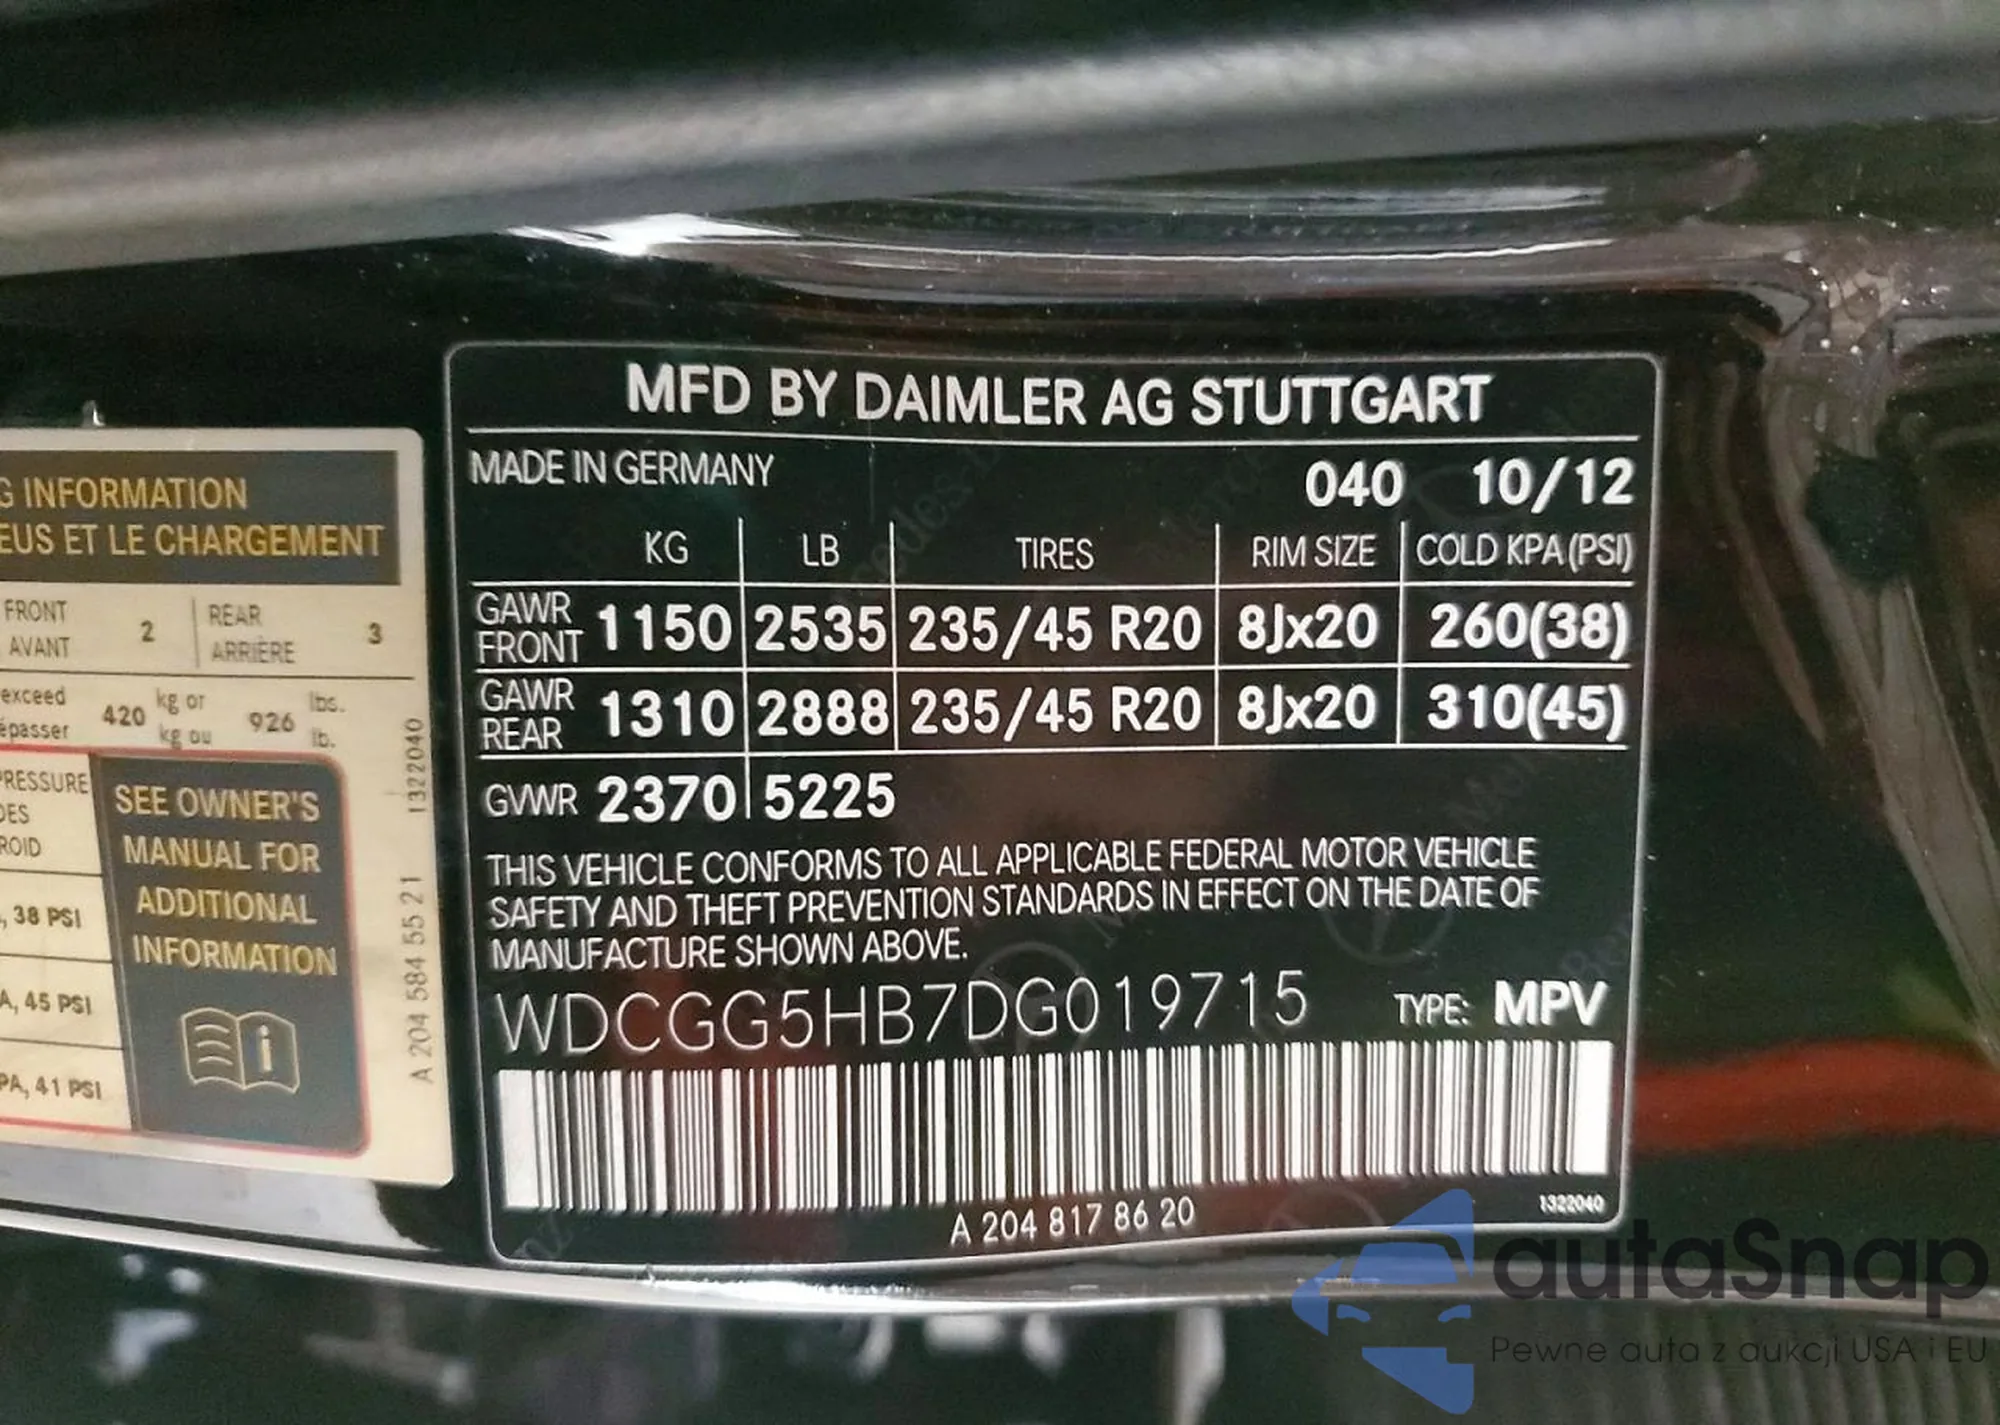 G INFORMATION
EUS ET LE CHARGEMENT
FRONT 2 REAR 3
AVANT ARRIÈRE
exceed 420 kg or 926 lbs.
épasser kg ou lb.
PRESSURE
DES
ROID
SEE OWNER'S
MANUAL FOR
ADDITIONAL
INFORMATION
, 38 PSI
A, 45 PSI
PA, 41 PSI
1322040
A 204 584 55 21
MFD BY DAIMLER AG STUTTGART
MADE IN GERMANY 040 10/12
KG LB TIRES RIM SIZE COLD KPA(PSI)
GAWR FRONT 1150 2535 235/45 R20 8Jx20 260(38)
GAWR REAR 1310 2888 235/45 R20 8Jx20 310(45)
GVWR 2370 5225
THIS VEHICLE CONFORMS TO ALL APPLICABLE FEDERAL MOTOR VEHICLE
SAFETY AND THEFT PREVENTION STANDARDS IN EFFECT ON THE DATE OF
MANUFACTURE SHOWN ABOVE.
WDCGG5HB7DG019715 TYPE: MPV
A 204 817 86 20
1322040
autaSnap
Pewne auta z aukcji USA i EU